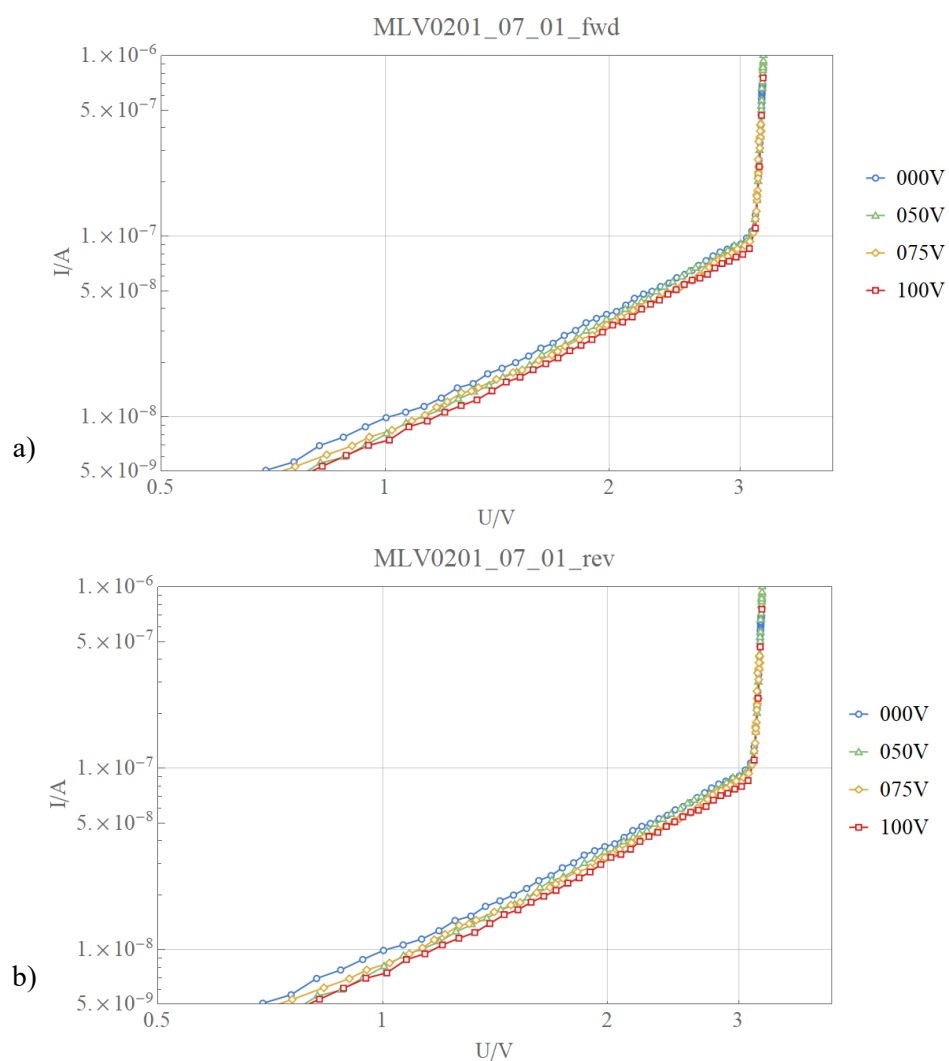 MLV0201_07_01_fwd
1.×10⁻⁶
5.×10⁻⁷
1.×10⁻⁷
5.×10⁻⁸
1.×10⁻⁸
5.×10⁻⁹
I/A
0.5 1 2 3
U/V
000V
050V
075V
100V
a)
MLV0201_07_01_rev
1.×10⁻⁶
5.×10⁻⁷
1.×10⁻⁷
5.×10⁻⁸
1.×10⁻⁸
5.×10⁻⁹
I/A
0.5 1 2 3
U/V
000V
050V
075V
100V
b)